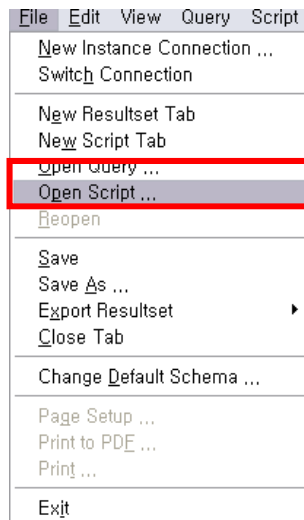 File Edit View Query Script
New Instance Connection ...
Switch Connection
New Resultset Tab
New Script Tab
Open Query ...
Open Script ...
Reopen
Save
Save As ...
Export Resultset
Close Tab
Change Default Schema ...
Page Setup ...
Print to PDF ...
Print ...
Exit